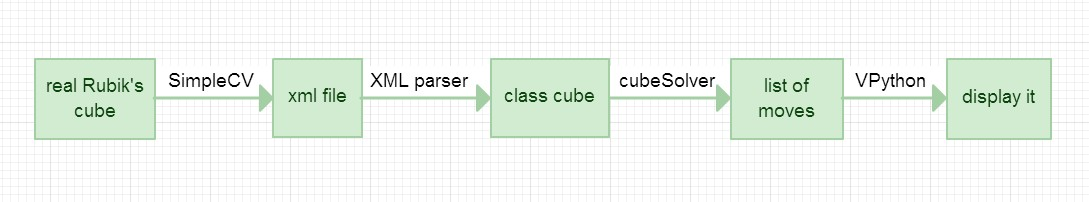 real Rubik's
cube
SimpleCV
xml file
XML parser
class cube
cubeSolver
list of
moves
VPython
display it